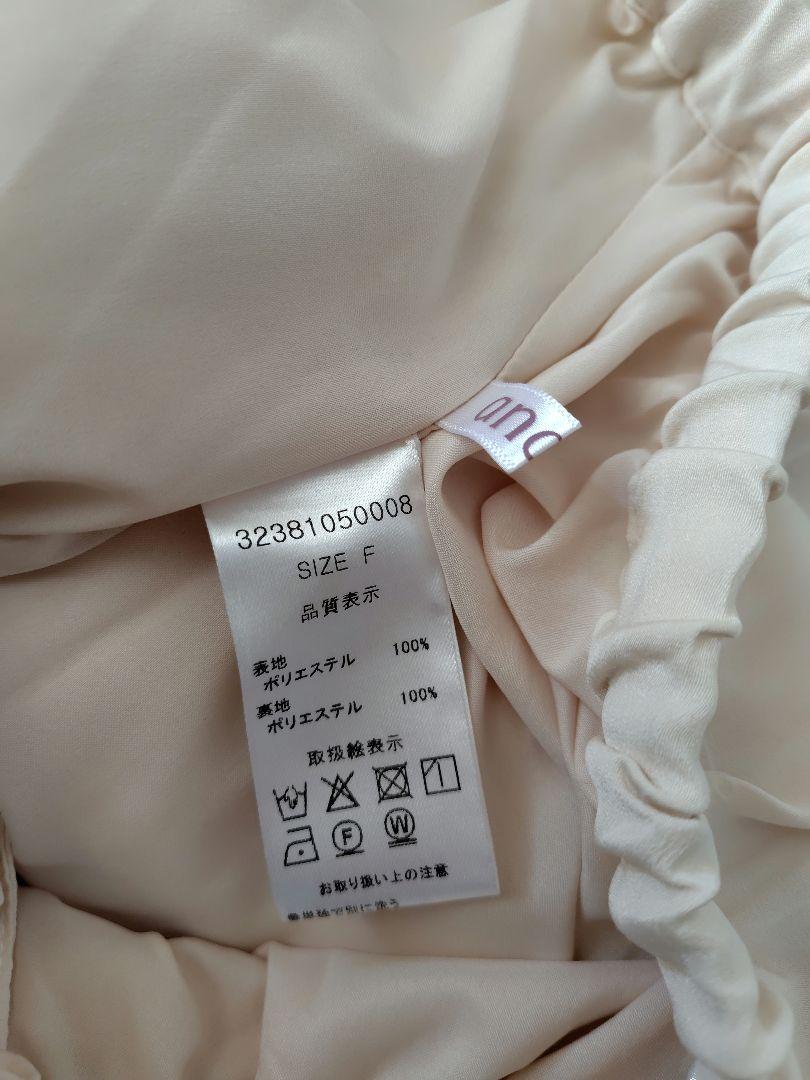 an
32381050008
SIZE F
品質表示
表地
ポリエステル 100%
裏地
ポリエステル 100%
取扱絵表示
F W
お取り扱い上の注意